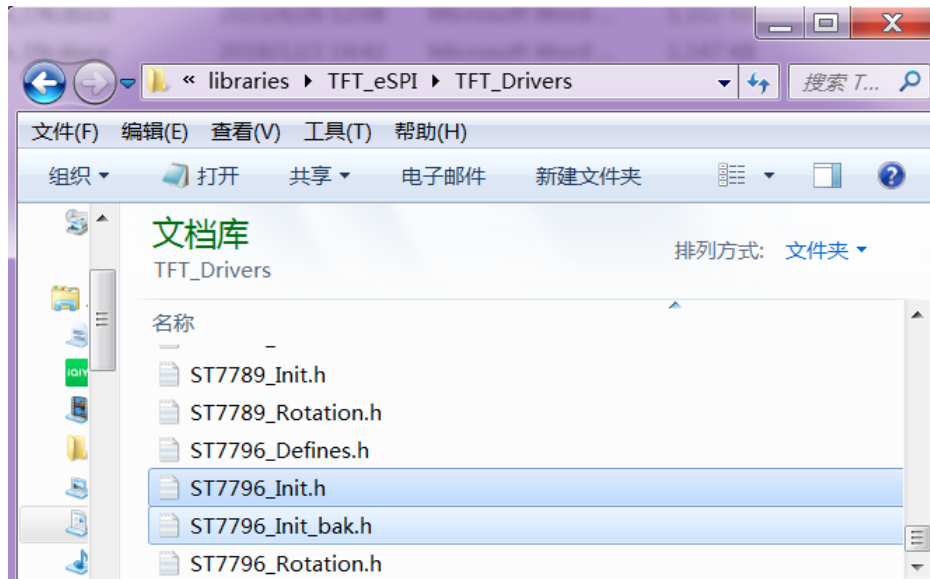 « libraries ▸ TFT_eSPI ▸ TFT_Drivers
搜索 T...
文件(F) 编辑(E) 查看(V) 工具(T) 帮助(H)
组织 打开 共享 电子邮件 新建文件夹
文档库
TFT_Drivers
排列方式: 文件夹
名称
ST7789_Init.h
ST7789_Rotation.h
ST7796_Defines.h
ST7796_Init.h
ST7796_Init_bak.h
ST7796_Rotation.h